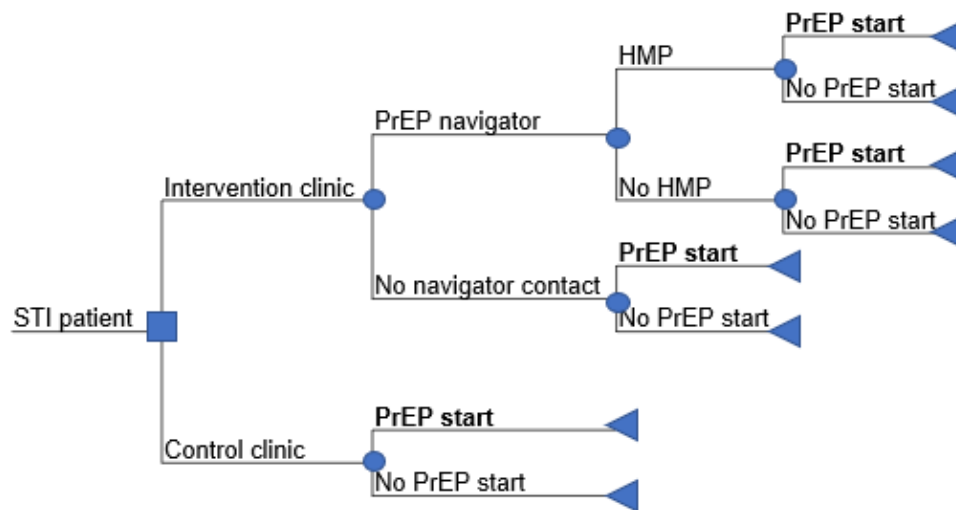 PrEP start
HMP
No PrEP start
PrEP navigator
PrEP start
Intervention clinic
No HMP
No PrEP start
PrEP start
No navigator contact
STI patient
No PrEP start
PrEP start
Control clinic
No PrEP start